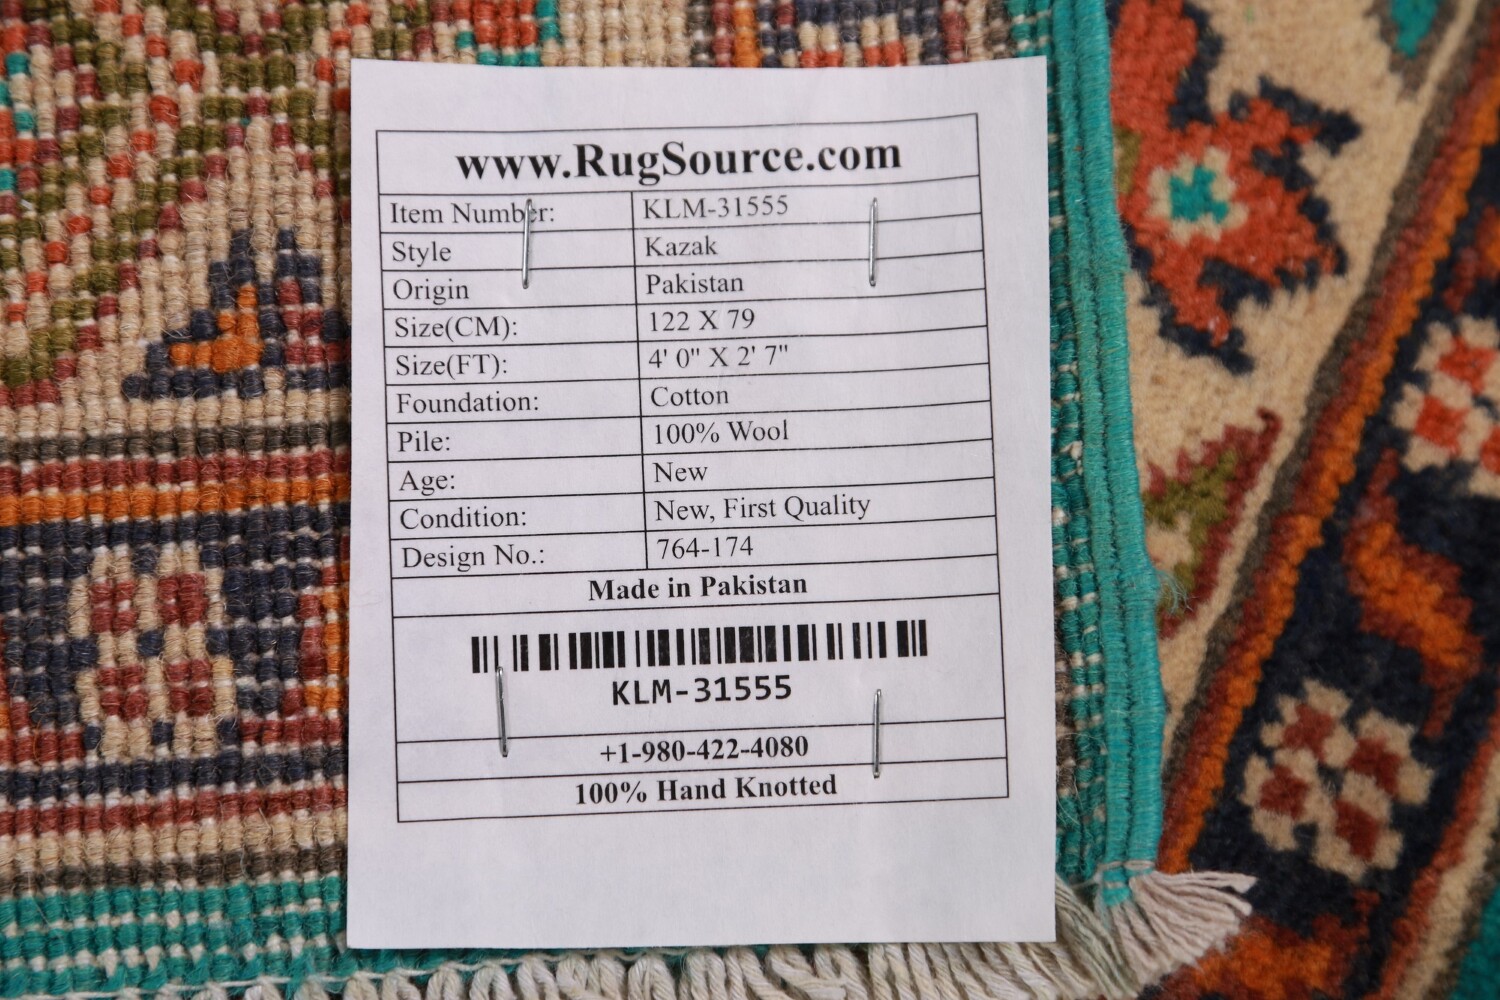 www.RugSource.com
Item Number: KLM-31555
Style Kazak
Origin Pakistan
Size(CM): 122 X 79
Size(FT): 4' 0" X 2' 7"
Foundation: Cotton
Pile: 100% Wool
Age: New
Condition: New, First Quality
Design No.: 764-174
Made in Pakistan
KLM-31555
+1-980-422-4080
100% Hand Knotted